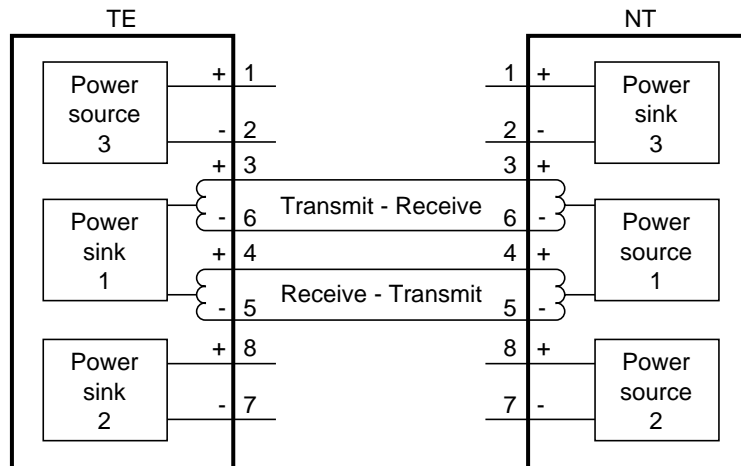 TE
NT
Power
source
3
+ 1
- 2
1 +
2 -
Power
sink
3
+ 3
- 6
Transmit - Receive
3 +
6 -
Power
sink
1
+ 4
- 5
Receive - Transmit
4 +
5 -
Power
source
1
Power
sink
2
+ 8
- 7
8 +
7 -
Power
source
2